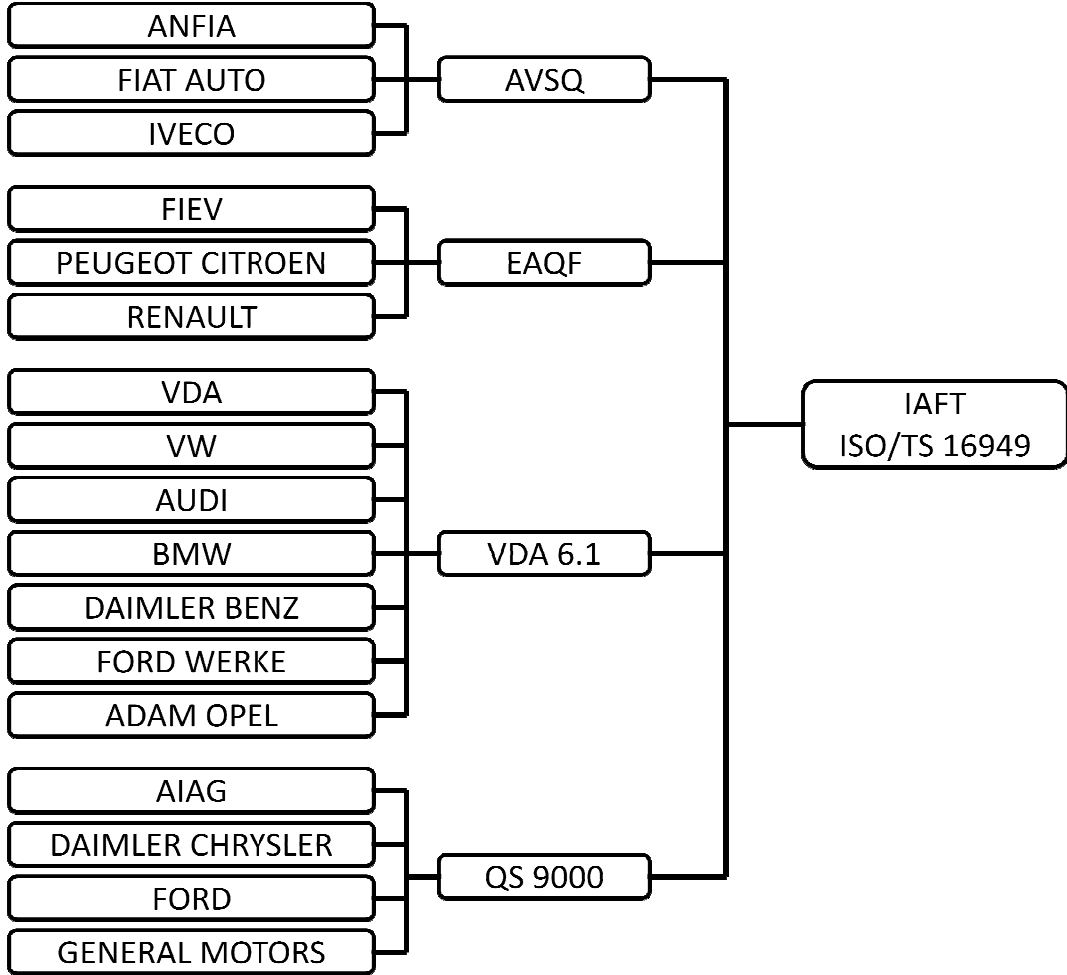 ANFIA
FIAT AUTO
IVECO
AVSQ
FIEV
PEUGEOT CITROEN
RENAULT
EAQF
VDA
VW
AUDI
BMW
DAIMLER BENZ
FORD WERKE
ADAM OPEL
VDA 6.1
AIAG
DAIMLER CHRYSLER
FORD
GENERAL MOTORS
QS 9000
IAFT
ISO/TS 16949